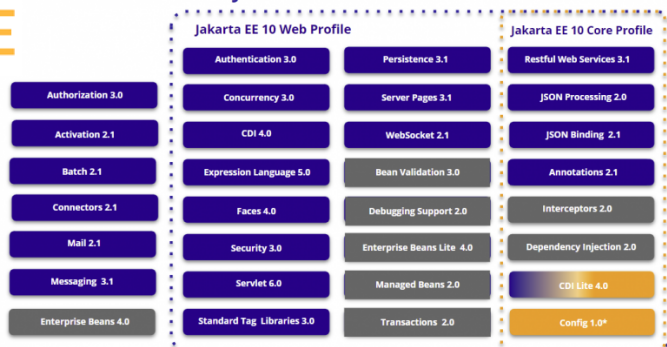 Jakarta EE 10 Web Profile
Jakarta EE 10 Core Profile
Authorization 3.0
Activation 2.1
Batch 2.1
Connectors 2.1
Mail 2.1
Messaging 3.1
Enterprise Beans 4.0
Authentication 3.0
Concurrency 3.0
CDI 4.0
Expression Language 5.0
Faces 4.0
Security 3.0
Servlet 6.0
Standard Tag Libraries 3.0
Persistence 3.1
Server Pages 3.1
WebSocket 2.1
Bean Validation 3.0
Debugging Support 2.0
Enterprise Beans Lite 4.0
Managed Beans 2.0
Transactions 2.0
Restful Web Services 3.1
JSON Processing 2.0
JSON Binding 2.1
Annotations 2.1
Interceptors 2.0
Dependency Injection 2.0
CDI Lite 4.0
Config 1.0*